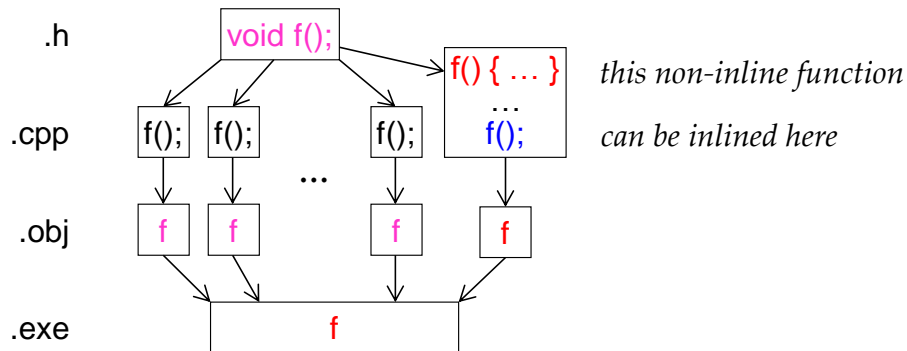 .h
void f();
f() { … }
this non-inline function
…
.cpp
f();
f();
f();
f();
can be inlined here
...
.obj
f
f
f
f
.exe
f